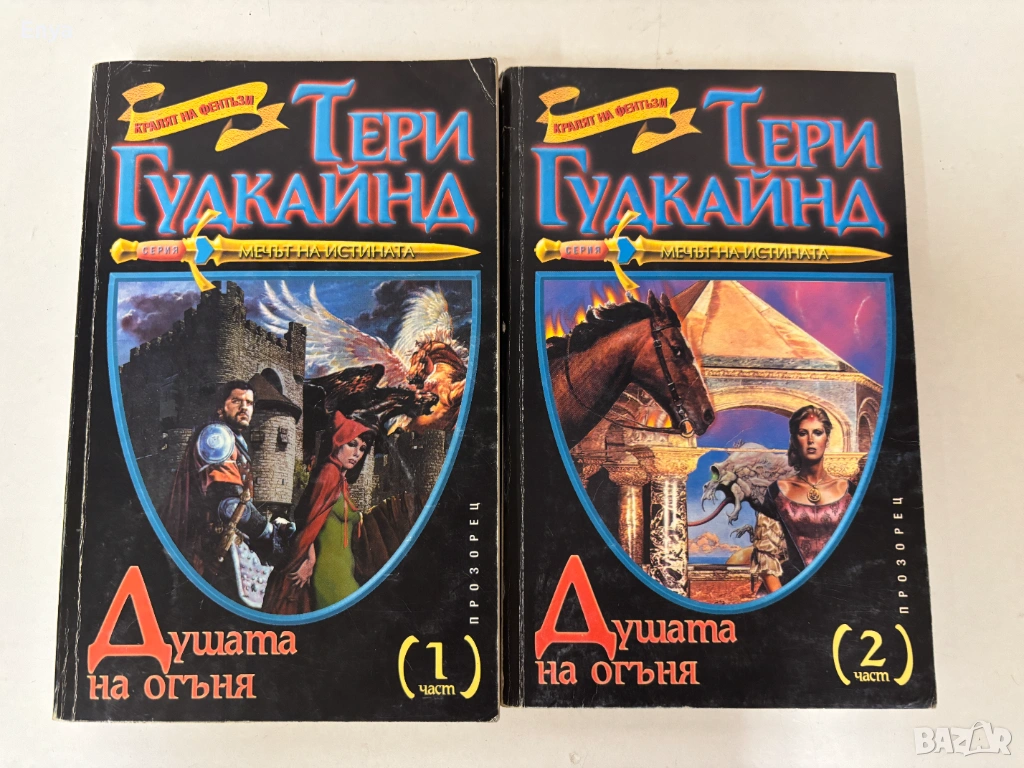 КРАЛЯТ НА ФЕНТЪЗИ
ТЕРИ
ГУДКАЙНД
СЕРИЯ
МЕЧЪТ НА ИСТИНАТА
ПРОЗОРЕЦ
Душата
на огъня
(1
част)
КРАЛЯТ НА ФЕНТЪЗИ
ТЕРИ
ГУДКАЙНД
СЕРИЯ
МЕЧЪТ НА ИСТИНАТА
ПРОЗОРЕЦ
Душата
на огъня
(2
част)
BAZAR